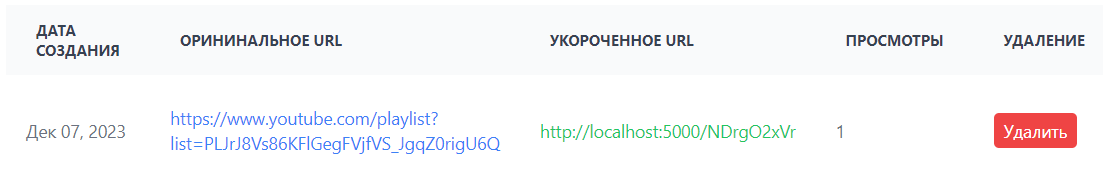 ДАТА
СОЗДАНИЯ
ОРИНИНАЛЬНОЕ URL
УКОРОЧЕННОЕ URL
ПРОСМОТРЫ
УДАЛЕНИЕ
Дек 07, 2023
https://www.youtube.com/playlist?
list=PLJrJ8Vs86KFlGegFVjfVS_JgqZ0rigU6Q
http://localhost:5000/NDrgO2xVr
1
Удалить